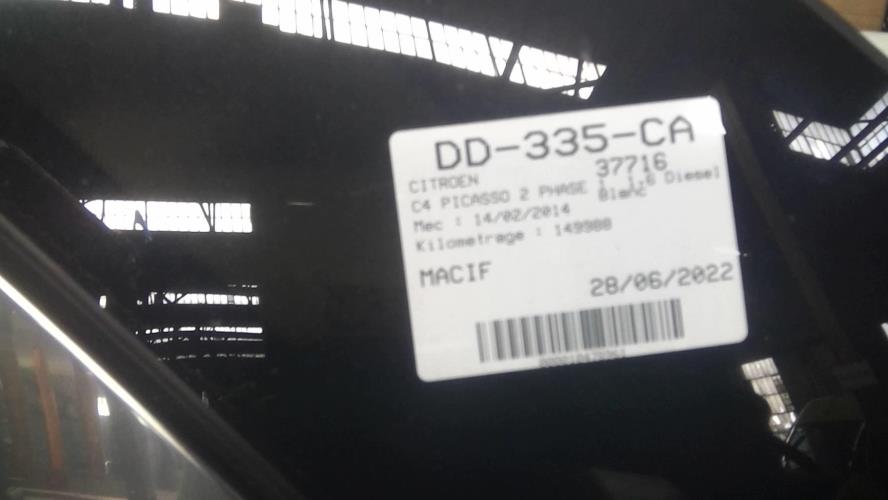 DD-335-CA
CITROEN 37716
C4 PICASSO 2 PHASE 1 1.6 Diesel
Mec : 14/02/2014 Blanc
Kilometrage : 149988
MACIF 28/06/2022